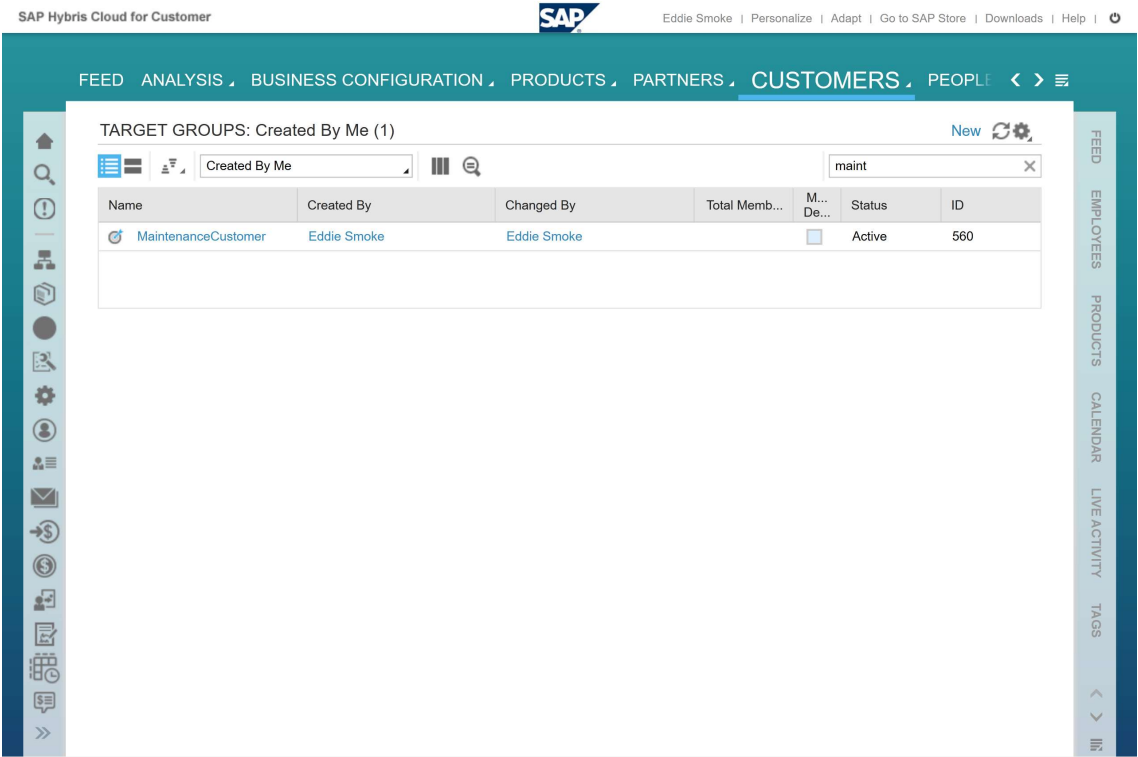 SAP Hybris Cloud for Customer
SAP
Eddie Smoke | Personalize | Adapt | Go to SAP Store | Downloads | Help |
FEED ANALYSIS BUSINESS CONFIGURATION PRODUCTS PARTNERS CUSTOMERS PEOPLE
TARGET GROUPS: Created By Me (1)
New
Created By Me
maint
Name Created By Changed By Total Memb... M... De... Status ID
MaintenanceCustomer Eddie Smoke Eddie Smoke Active 560
FEED
EMPLOYEES
PRODUCTS
CALENDAR
LIVE ACTIVITY
TAGS